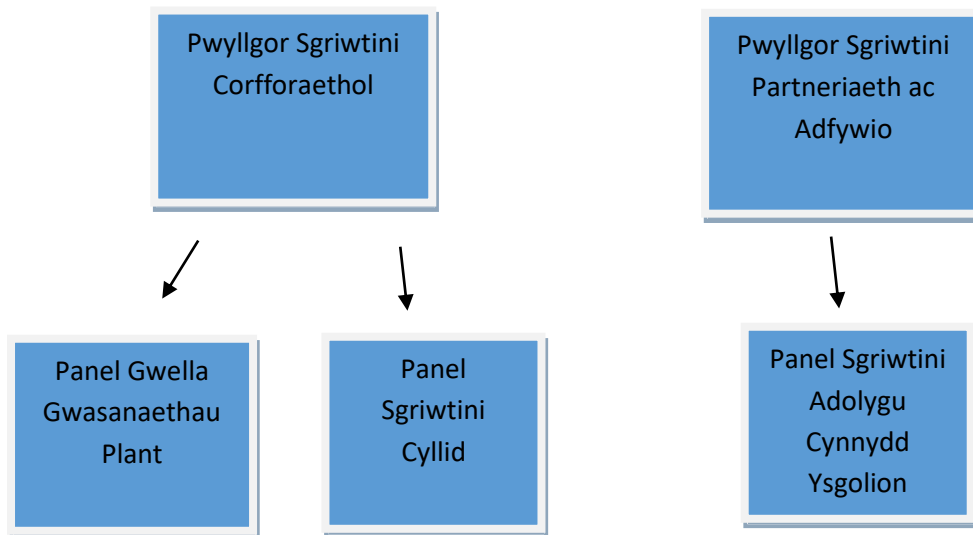 Pwyllgor Sgriwtini
Corfforaethol
Pwyllgor Sgriwtini
Partneriaeth ac
Adfywio
Panel Gwella
Gwasanaethau
Plant
Panel
Sgriwtini
Cyllid
Panel Sgriwtini
Adolygu
Cynnydd
Ysgolion